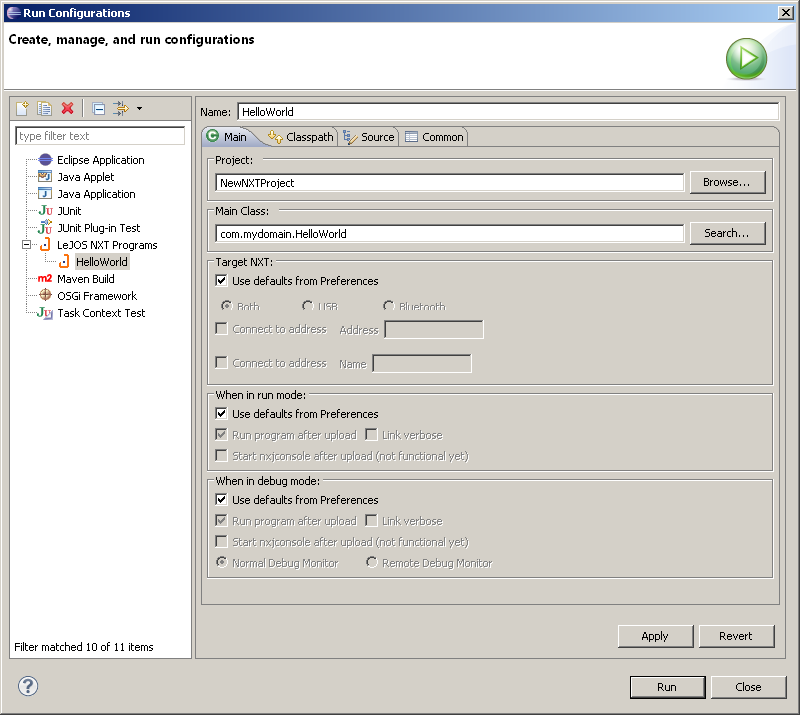 Run Configurations
Create, manage, and run configurations
type filter text
Eclipse Application
Java Applet
Java Application
JUnit
JUnit Plug-in Test
LeJOS NXT Programs
HelloWorld
Maven Build
OSGi Framework
Task Context Test
Filter matched 10 of 11 items
Name: HelloWorld
Main Classpath Source Common
Project:
NewNXTProject Browse...
Main Class:
com.mydomain.HelloWorld Search...
Target NXT:
Use defaults from Preferences
Both USB Bluetooth
Connect to address Address
Connect to address Name
When in run mode:
Use defaults from Preferences
Run program after upload Link verbose
Start nxjconsole after upload (not functional yet)
When in debug mode:
Use defaults from Preferences
Run program after upload Link verbose
Start nxjconsole after upload (not functional yet)
Normal Debug Monitor Remote Debug Monitor
Apply Revert
Run Close